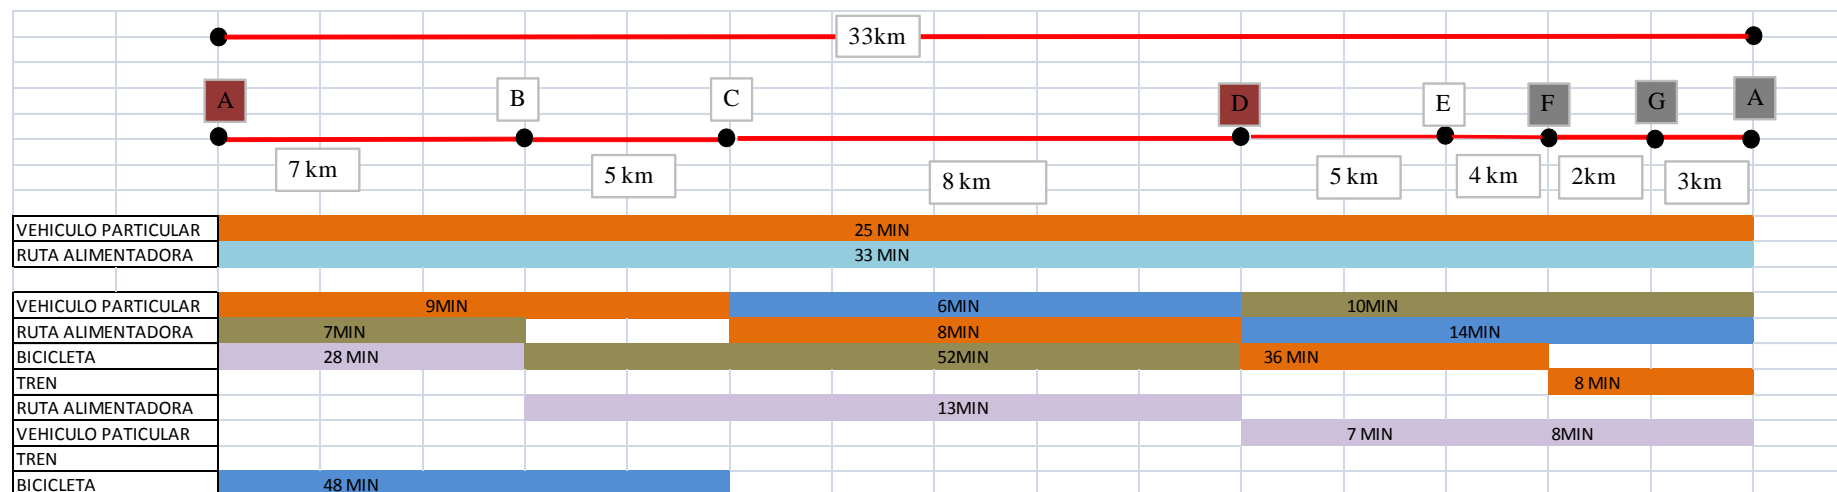 33km
A B C D E F G A
7 km 5 km 8 km 5 km 4 km 2km 3km
VEHICULO PARTICULAR 25 MIN
RUTA ALIMENTADORA 33 MIN
VEHICULO PARTICULAR 9MIN 6MIN 10MIN
RUTA ALIMENTADORA 7MIN 8MIN 14MIN
BICICLETA 28 MIN 52MIN 36 MIN
TREN 8 MIN
RUTA ALIMENTADORA 13MIN
VEHICULO PATICULAR 7 MIN 8MIN
TREN
BICICLETA 48 MIN